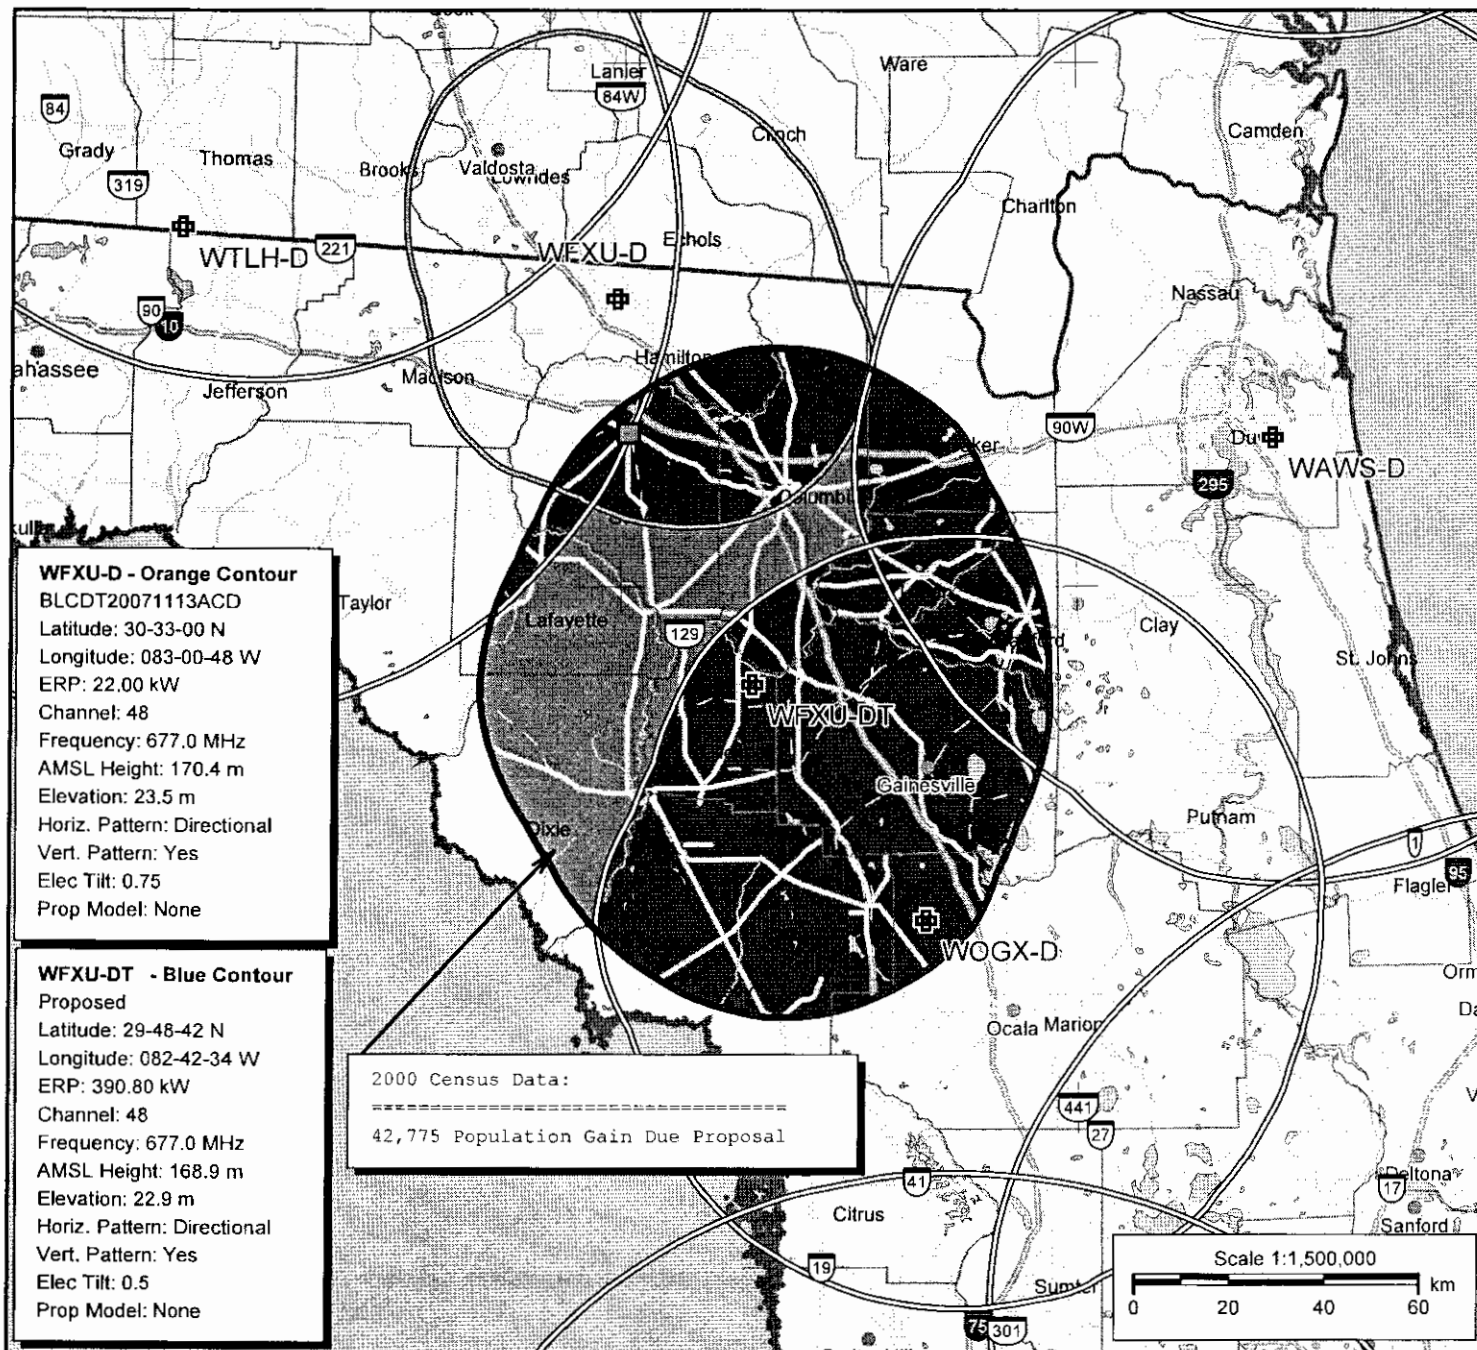 Lanier
84W
Ware
84
Grady
Thomas
Brooks
Valdosta
Lowndes
Clinch
Camden
319
Charlton
WTLH-D
221
WFXU-D
Echols
Nassau
90
10
ahassee
Jefferson
Madison
Hamilton
90W
ker
Du
WAWS-D
295
Columbi
WFXU-D - Orange Contour
BLCDT20071113ACD
Latitude: 30-33-00 N
Longitude: 083-00-48 W
ERP: 22.00 kW
Channel: 48
Frequency: 677.0 MHz
AMSL Height: 170.4 m
Elevation: 23.5 m
Horiz. Pattern: Directional
Vert. Pattern: Yes
Elec Tilt: 0.75
Prop Model: None
Taylor
Lafayette
129
Clay
St. Johns
WFXU-DT
Gainesville
Putnam
Dixie
1
95
Flagler
WOGX-D
Ocala Marion
Orm
Da
WFXU-DT - Blue Contour
Proposed
Latitude: 29-48-42 N
Longitude: 082-42-34 W
ERP: 390.80 kW
Channel: 48
Frequency: 677.0 MHz
AMSL Height: 168.9 m
Elevation: 22.9 m
Horiz. Pattern: Directional
Vert. Pattern: Yes
Elec Tilt: 0.5
Prop Model: None
2000 Census Data:
====================================
42,775 Population Gain Due Proposal
441
27
V
41
Citrus
Deltona
17
Sanford
19
Sumter
75
301
Scale 1:1,500,000
km
0 20 40 60